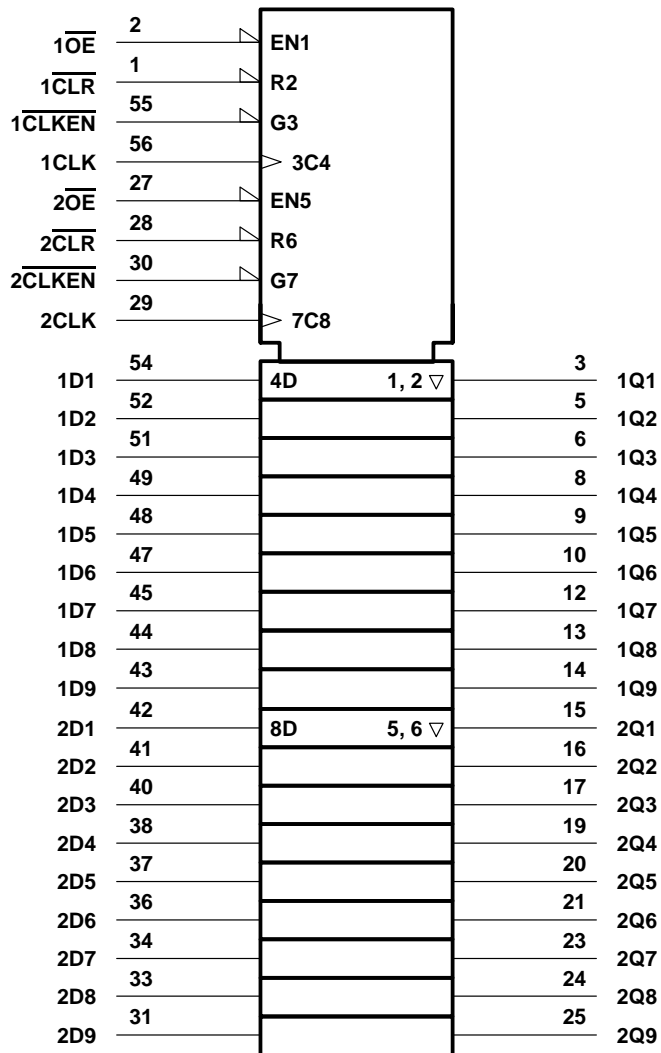 1OE 2 EN1
1CLR 1 R2
1CLKEN 55 G3
1CLK 56 3C4
2OE 27 EN5
2CLR 28 R6
2CLKEN 30 G7
2CLK 29 7C8
1D1 54 4D 1, 2 ▽ 3 1Q1
1D2 52 5 1Q2
1D3 51 6 1Q3
1D4 49 8 1Q4
1D5 48 9 1Q5
1D6 47 10 1Q6
1D7 45 12 1Q7
1D8 44 13 1Q8
1D9 43 14 1Q9
2D1 42 8D 5, 6 ▽ 15 2Q1
2D2 41 16 2Q2
2D3 40 17 2Q3
2D4 38 19 2Q4
2D5 37 20 2Q5
2D6 36 21 2Q6
2D7 34 23 2Q7
2D8 33 24 2Q8
2D9 31 25 2Q9